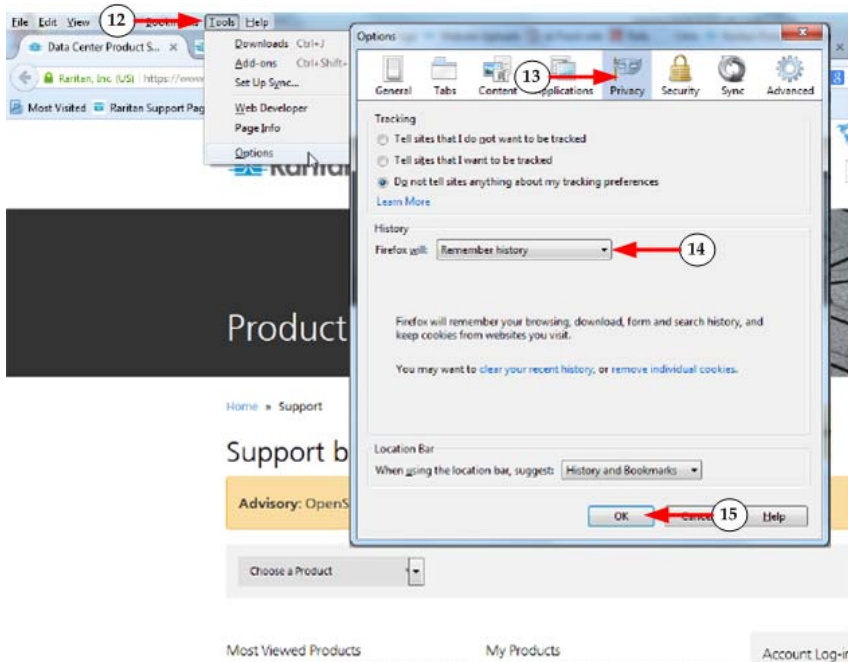 File Edit View Tools Help
12
Data Center Product S...
Raritan, Inc. (US) https://www
Most Visited Raritan Support Pag
Downloads Ctrl+J
Add-ons Ctrl+Shift+
Set Up Sync...
Web Developer
Page Info
Options
Raritan
Options
13
General Tabs Content Applications Privacy Security Sync Advanced
Tracking
Tell sites that I do not want to be tracked
Tell sites that I want to be tracked
Do not tell sites anything about my tracking preferences
Learn More
History
Firefox will: Remember history
14
Firefox will remember your browsing, download, form and search history, and
keep cookies from websites you visit.
You may want to clear your recent history, or remove individual cookies.
Location Bar
When using the location bar, suggest: History and Bookmarks
OK Cancel Help
15
Product
Home » Support
Support b
Advisory: OpenS
Choose a Product
Most Viewed Products My Products Account Log-in